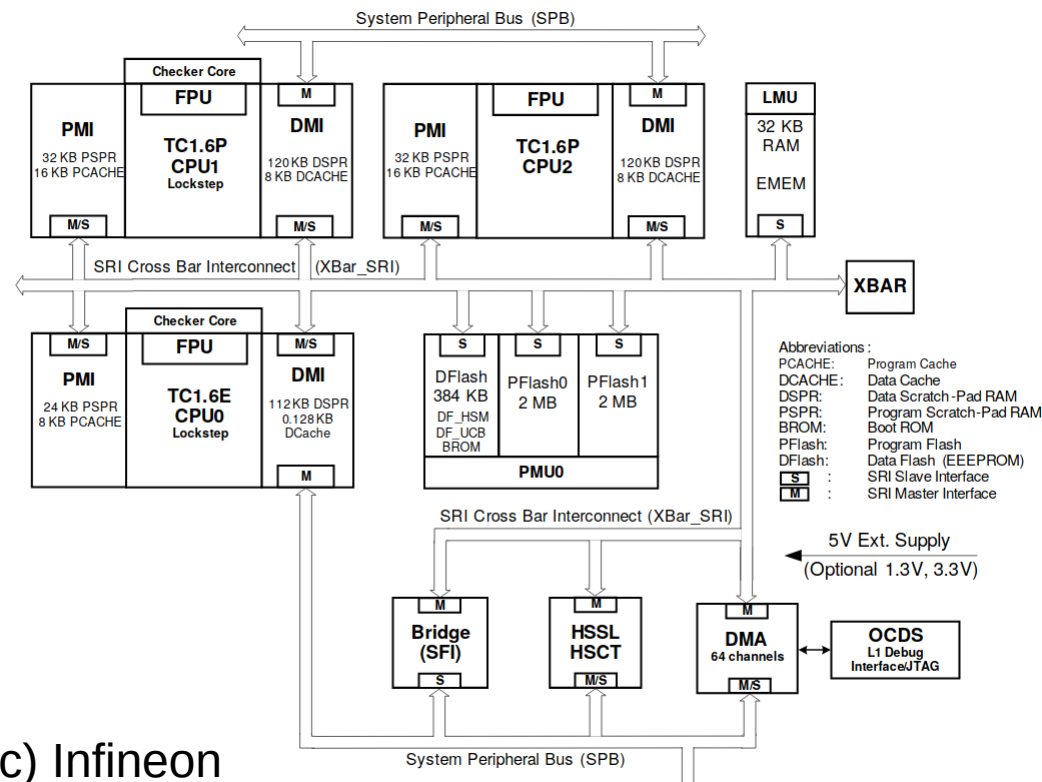 System Peripheral Bus (SPB)
Checker Core
FPU
M
PMI
32 KB PSPR
16 KB PCACHE
M/S
TC1.6P
CPU1
Lockstep
DMI
120 KB DSPR
8 KB DCACHE
M/S
PMI
32 KB PSPR
16 KB PCACHE
M/S
FPU
TC1.6P
CPU2
M
DMI
120 KB DSPR
8 KB DCACHE
M/S
LMU
32 KB
RAM
EMEM
S
SRI Cross Bar Interconnect (XBar_SRI)
XBAR
Checker Core
M/S
PMI
24 KB PSPR
8 KB PCACHE
FPU
TC1.6E
CPU0
Lockstep
M/S
DMI
112 KB DSPR
0.128 KB
DCache
M
S
DFlash
384 KB
DF_HSM
DF_UCB
BROM
S
PFlash0
2 MB
S
PFlash1
2 MB
PMU0
Abbreviations :
PCACHE: Program Cache
DCACHE: Data Cache
DSPR: Data Scratch-Pad RAM
PSPR: Program Scratch-Pad RAM
BROM: Boot ROM
PFlash: Program Flash
DFlash: Data Flash (EEEPROM)
S : SRI Slave Interface
M : SRI Master Interface
SRI Cross Bar Interconnect (XBar_SRI)
5V Ext. Supply
(Optional 1.3V, 3.3V)
M
Bridge
(SFI)
S
M
HSSL
HSCT
M/S
M
DMA
64 channels
M/S
OCDS
L1 Debug
Interface/JTAG
System Peripheral Bus (SPB)
c) Infineon